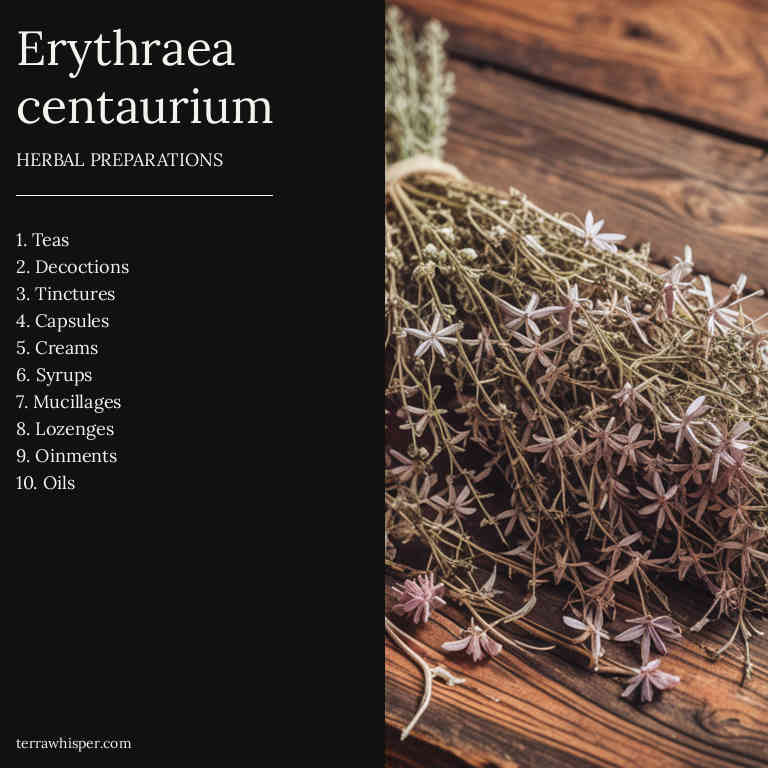 Erythraea
centaurium
HERBAL PREPARATIONS
1. Teas
2. Decoctions
3. Tinctures
4. Capsules
5. Creams
6. Syrups
7. Mucillages
8. Lozenges
9. Oinments
10. Oils
terrawhisper.com